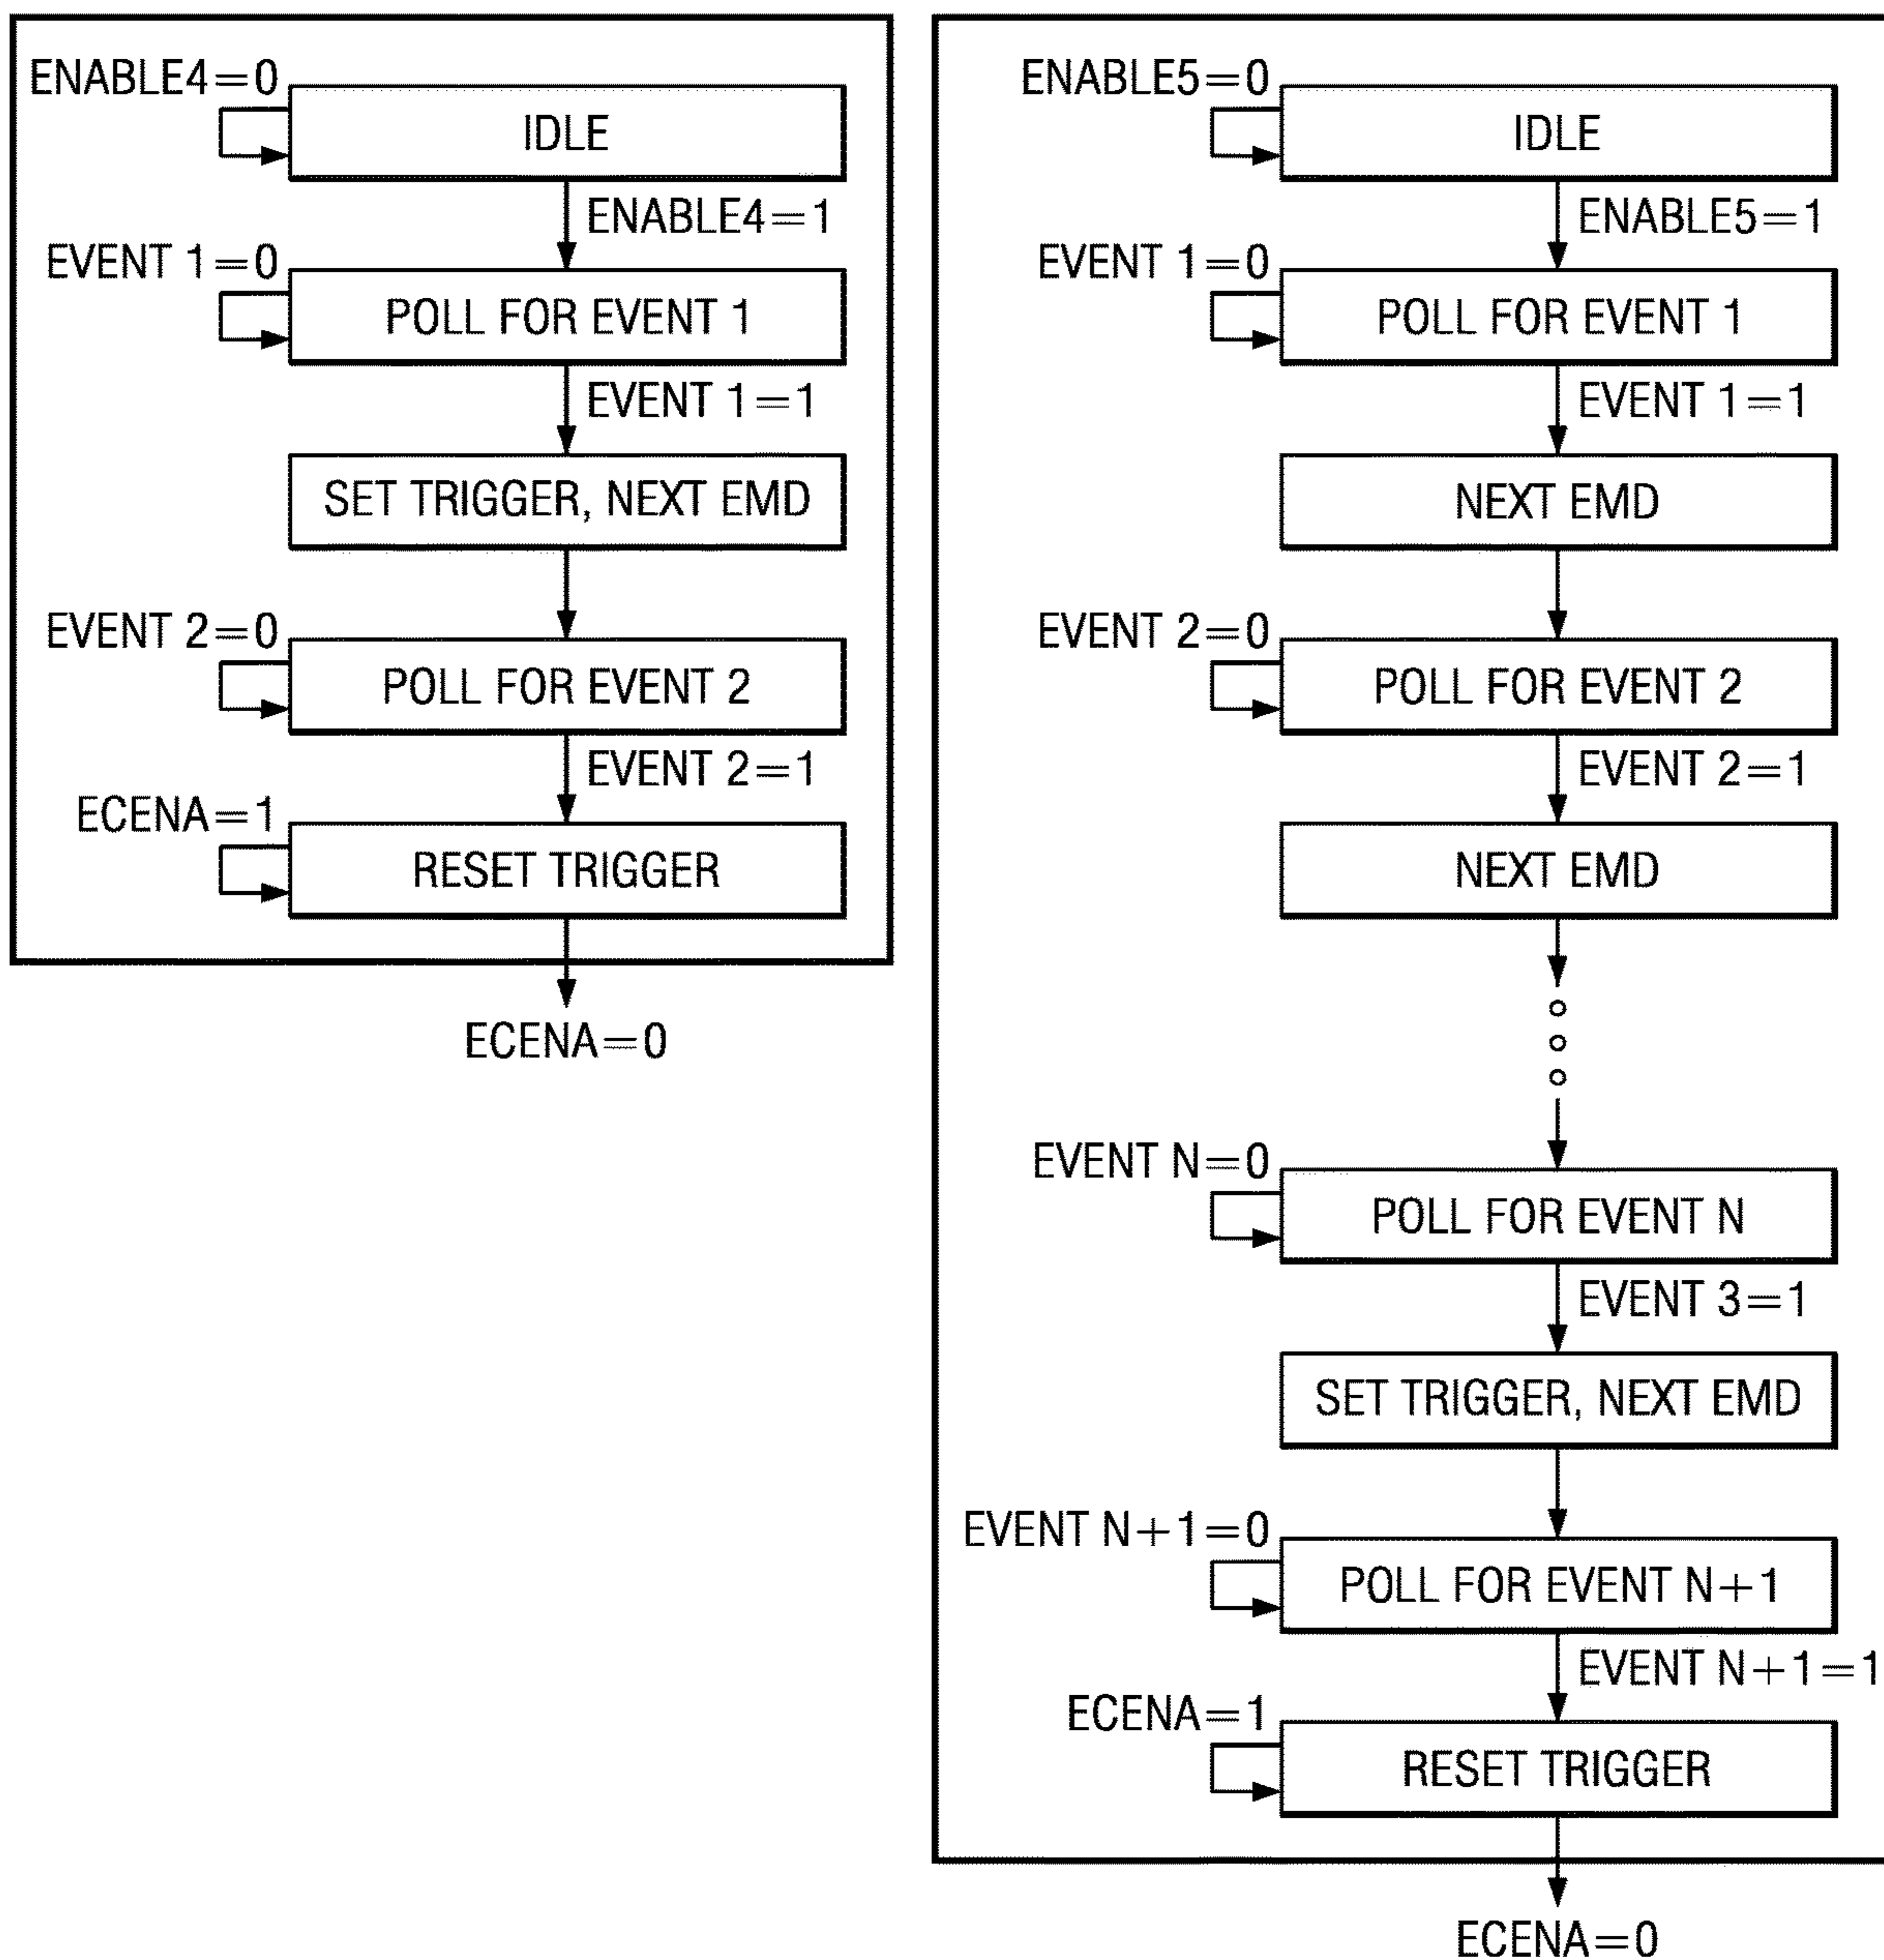 ENABLE4=0
IDLE
ENABLE4=1
EVENT 1=0
POLL FOR EVENT 1
EVENT 1=1
SET TRIGGER, NEXT EMD
EVENT 2=0
POLL FOR EVENT 2
EVENT 2=1
ECENA=1
RESET TRIGGER
ECENA=0
ENABLE5=0
IDLE
ENABLE5=1
EVENT 1=0
POLL FOR EVENT 1
EVENT 1=1
NEXT EMD
EVENT 2=0
POLL FOR EVENT 2
EVENT 2=1
NEXT EMD
EVENT N=0
POLL FOR EVENT N
EVENT 3=1
SET TRIGGER, NEXT EMD
EVENT N+1=0
POLL FOR EVENT N+1
EVENT N+1=1
ECENA=1
RESET TRIGGER
ECENA=0